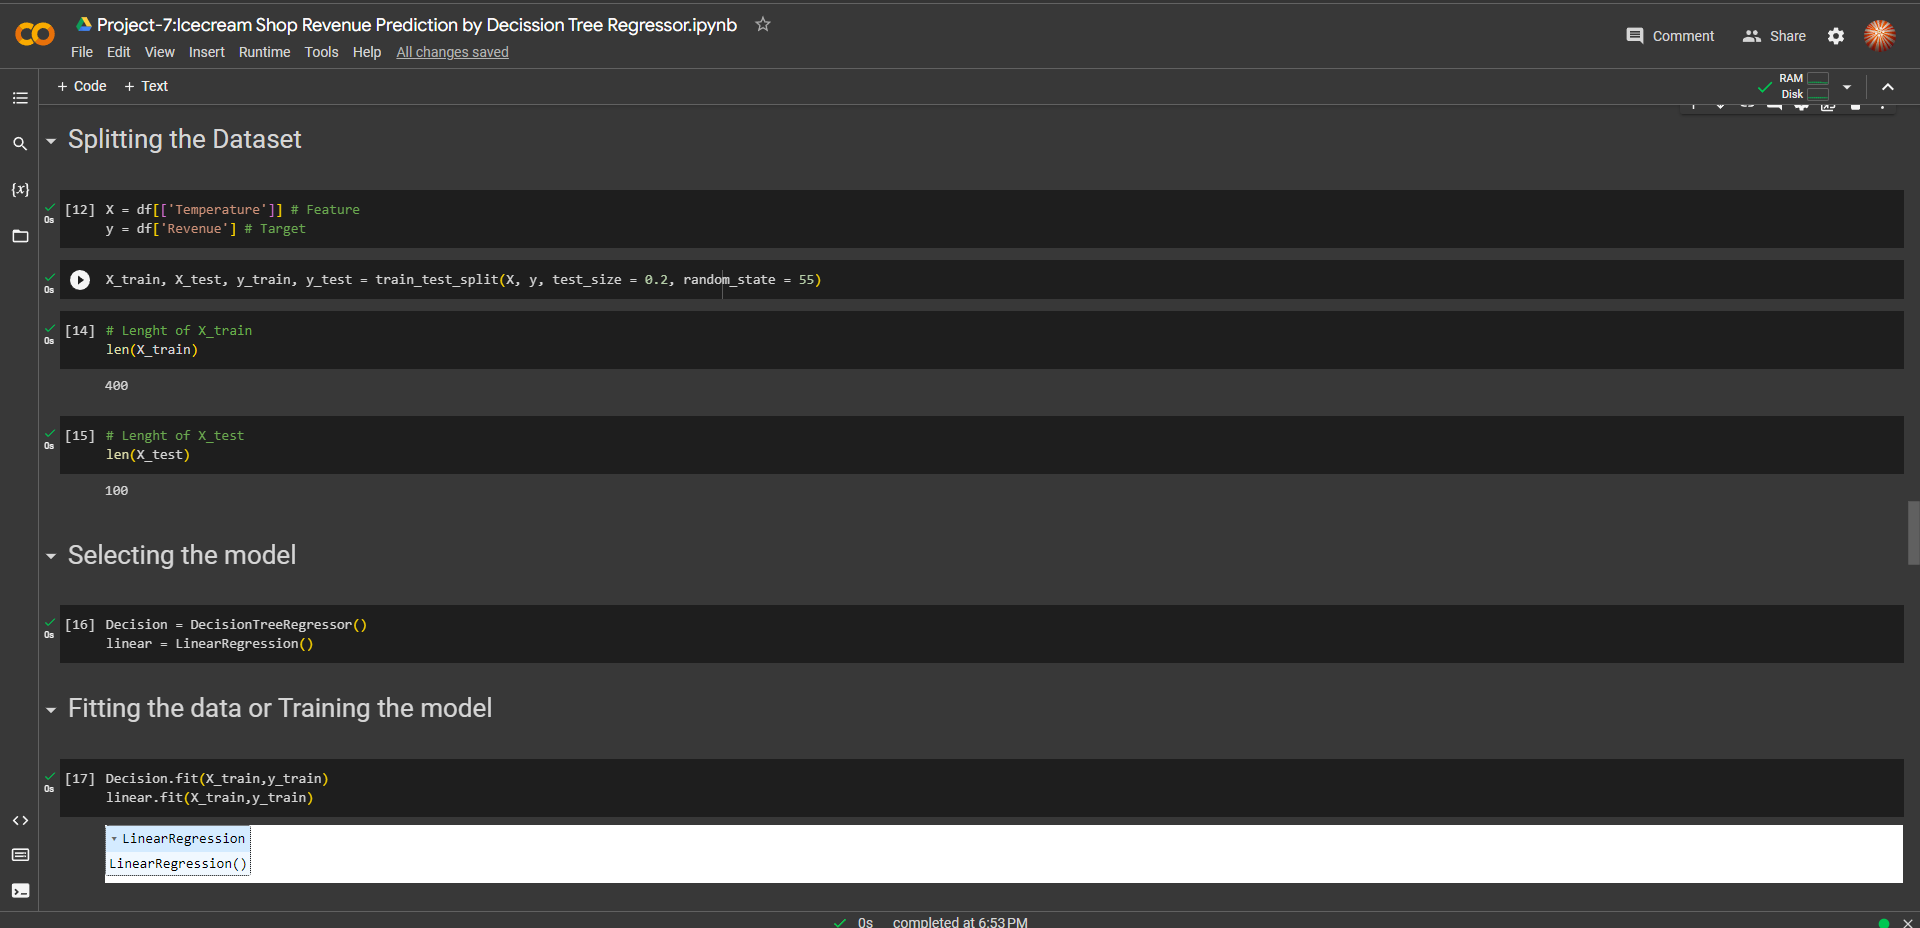 Project-7:Icecream Shop Revenue Prediction by Decission Tree Regressor.ipynb
File Edit View Insert Runtime Tools Help All changes saved
Comment Share
+ Code + Text
RAM
Disk
Splitting the Dataset
0s
[12] X = df[['Temperature']] # Feature
y = df['Revenue'] # Target
0s
X_train, X_test, y_train, y_test = train_test_split(X, y, test_size = 0.2, random_state = 55)
0s
[14] # Lenght of X_train
len(X_train)
400
0s
[15] # Lenght of X_test
len(X_test)
100
Selecting the model
0s
[16] Decision = DecisionTreeRegressor()
linear = LinearRegression()
Fitting the data or Training the model
0s
[17] Decision.fit(X_train,y_train)
linear.fit(X_train,y_train)
LinearRegression
LinearRegression()
0s completed at 6:53 PM